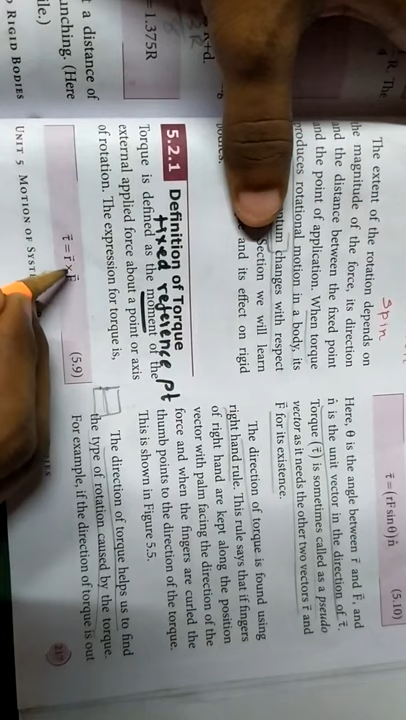 R. The
= 1.375R
t a distance of
unching. (Here
ile.)
RIGID BODIES
spin
The extent of the rotation depends on
the magnitude of the force, its direction
and the distance between the fixed point
and the point of application. When torque
produces rotational motion in a body, its
changes with respect
section we will learn
and its effect on rigid
5.2.1 Definition of Torque
fixed reference pt
Torque is defined as the moment of the
external applied force about a point or axis
of rotation. The expression for torque is,
τ⃗ = r⃗ × F⃗ (5.9)
UNIT 5 MOTION OF SYST
τ⃗ = (rF sin θ) n̂ (5.10)
Here, θ is the angle between r⃗ and F⃗, and
n̂ is the unit vector in the direction of τ⃗.
Torque (τ⃗) is sometimes called as a pseudo
vector as it needs the other two vectors r⃗ and
F⃗ for its existence.
The direction of torque is found using
right hand rule. This rule says that if fingers
of right hand are kept along the position
vector with palm facing the direction of the
force and when the fingers are curled the
thumb points to the direction of the torque.
This is shown in Figure 5.5.
The direction of torque helps us to find
the type of rotation caused by the torque.
For example, if the direction of torque is out